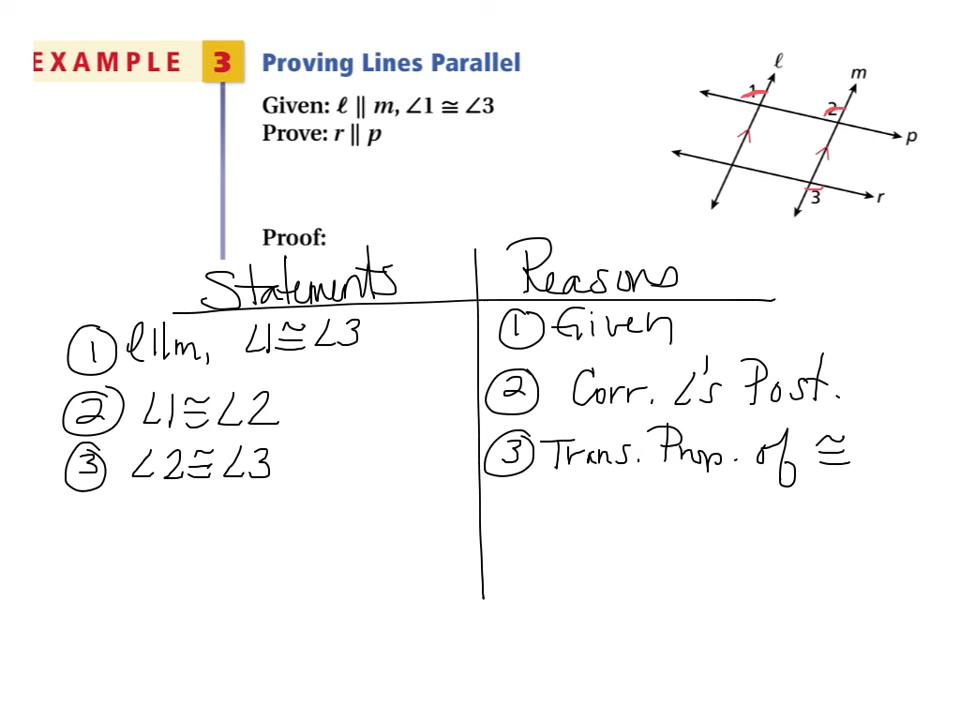 EXAMPLE 3 Proving Lines Parallel
Given: ℓ ∥ m, ∠1 ≅ ∠3
Prove: r ∥ p
Proof:
ℓ
m
1
2
p
3
r
Statements Reasons
① ℓ∥m, ∠1≅∠3 ① Given
② ∠1≅∠2 ② Corr. ∠'s Post.
③ ∠2≅∠3 ③ Trans. Prop. of ≅